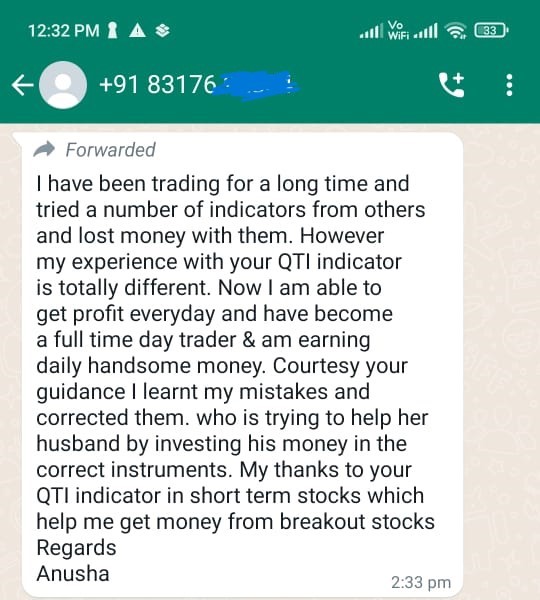 12:32 PM
Vo
WiFi
33
+91 83176
Forwarded
I have been trading for a long time and
tried a number of indicators from others
and lost money with them. However
my experience with your QTI indicator
is totally different. Now I am able to
get profit everyday and have become
a full time day trader & am earning
daily handsome money. Courtesy your
guidance I learnt my mistakes and
corrected them. who is trying to help her
husband by investing his money in the
correct instruments. My thanks to your
QTI indicator in short term stocks which
help me get money from breakout stocks
Regards
Anusha
2:33 pm